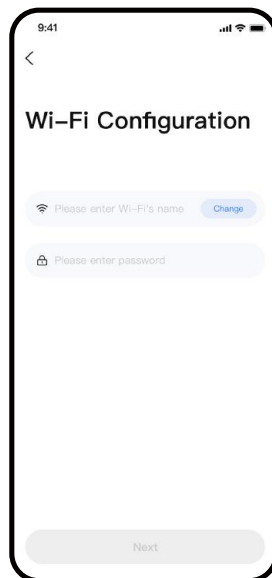 9:41
Wi-Fi Configuration
Please enter Wi-Fi's name Change
Please enter password
Next